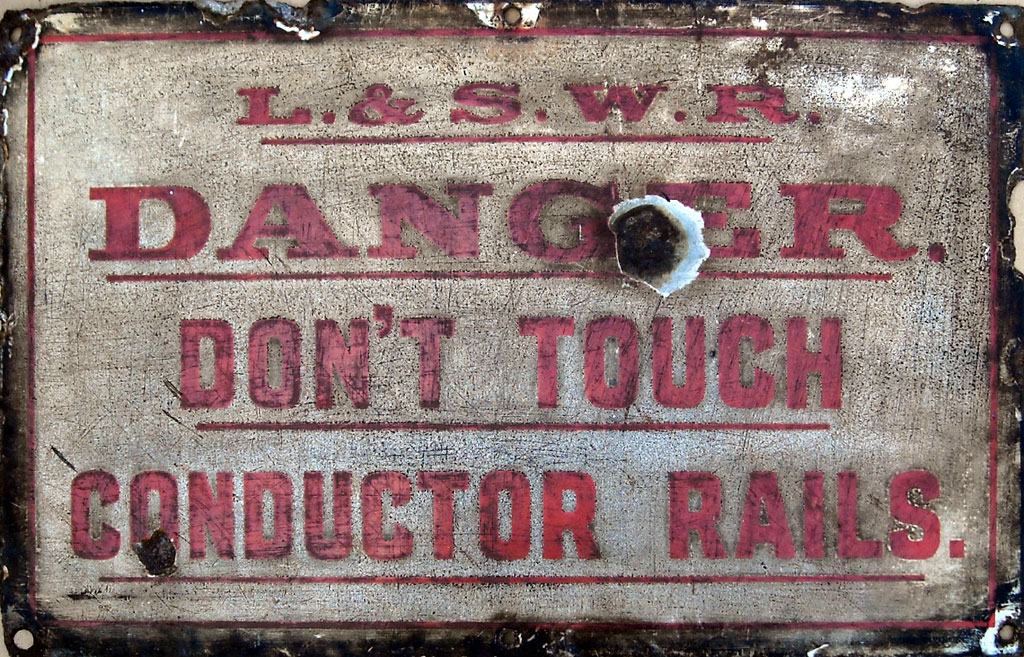 L. & S. W. R.
DANGER.
DON'T TOUCH
CONDUCTOR RAILS.